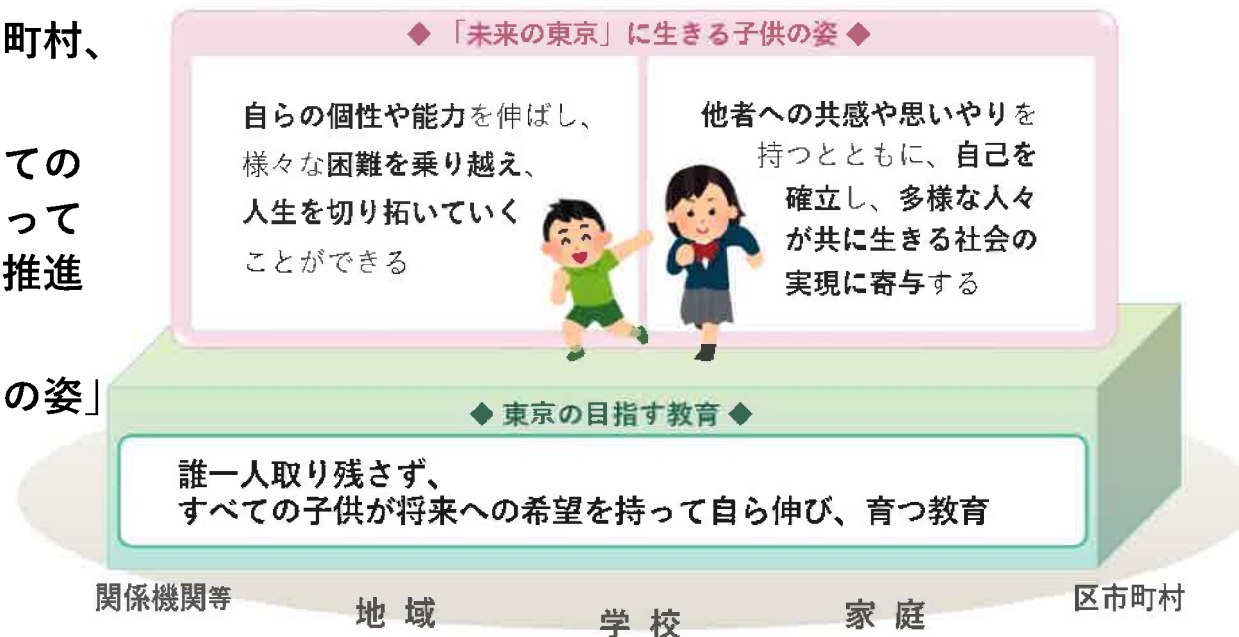 町村、
ての
って
推進
の姿」
◆ 「未来の東京」に生きる子供の姿 ◆
自らの個性や能力を伸ばし、
様々な困難を乗り越え、
人生を切り拓いていく
ことができる
他者への共感や思いやりを
持つとともに、自己を
確立し、多様な人々
が共に生きる社会の
実現に寄与する
◆ 東京の目指す教育 ◆
誰一人取り残さず、
すべての子供が将来への希望を持って自ら伸び、育つ教育
関係機関等
地 域
学 校
家 庭
区市町村